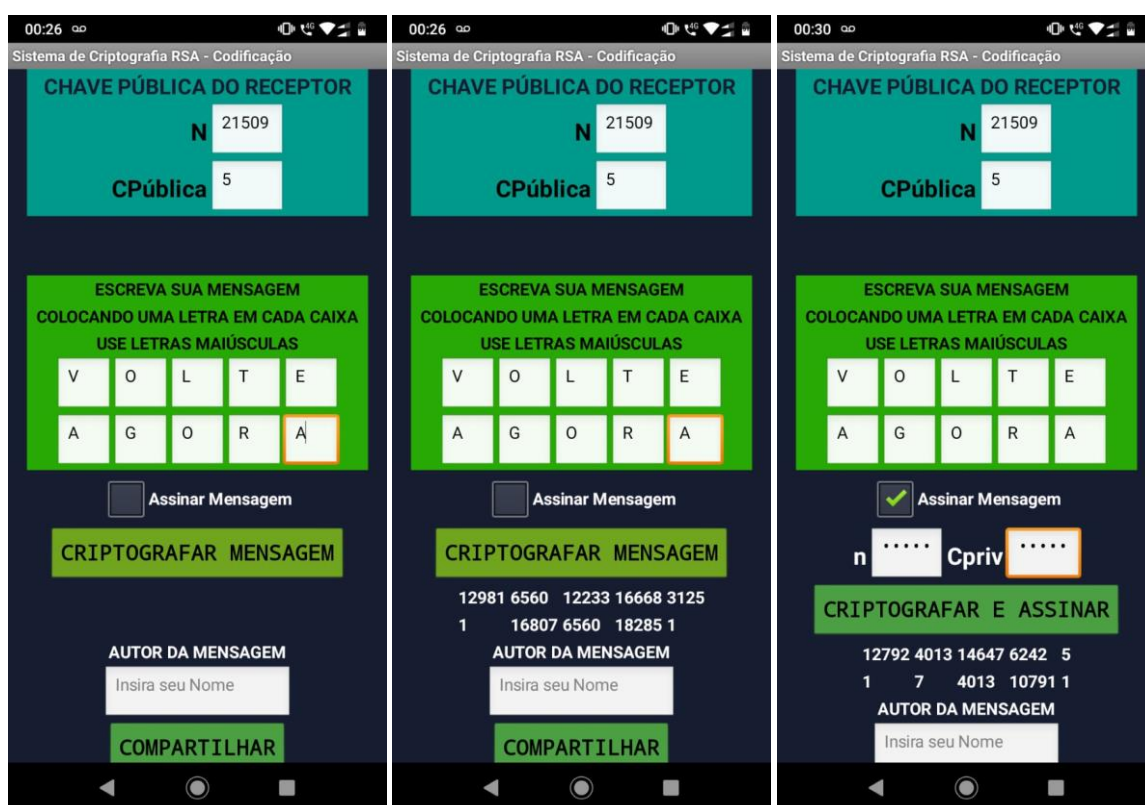 00:26
4G
Sistema de Criptografia RSA - Codificação
CHAVE PÚBLICA DO RECEPTOR
N 21509
CPública 5
ESCREVA SUA MENSAGEM
COLOCANDO UMA LETRA EM CADA CAIXA
USE LETRAS MAIÚSCULAS
V O L T E
A G O R A
Assinar Mensagem
CRIPTOGRAFAR MENSAGEM
AUTOR DA MENSAGEM
Insira seu Nome
COMPARTILHAR
00:26
4G
Sistema de Criptografia RSA - Codificação
CHAVE PÚBLICA DO RECEPTOR
N 21509
CPública 5
ESCREVA SUA MENSAGEM
COLOCANDO UMA LETRA EM CADA CAIXA
USE LETRAS MAIÚSCULAS
V O L T E
A G O R A
Assinar Mensagem
CRIPTOGRAFAR MENSAGEM
12981 6560 12233 16668 3125
1 16807 6560 18285 1
AUTOR DA MENSAGEM
Insira seu Nome
COMPARTILHAR
00:30
4G
Sistema de Criptografia RSA - Codificação
CHAVE PÚBLICA DO RECEPTOR
N 21509
CPública 5
ESCREVA SUA MENSAGEM
COLOCANDO UMA LETRA EM CADA CAIXA
USE LETRAS MAIÚSCULAS
V O L T E
A G O R A
Assinar Mensagem
n ····· Cpriv ·····
CRIPTOGRAFAR E ASSINAR
12792 4013 14647 6242 5
1 7 4013 10791 1
AUTOR DA MENSAGEM
Insira seu Nome